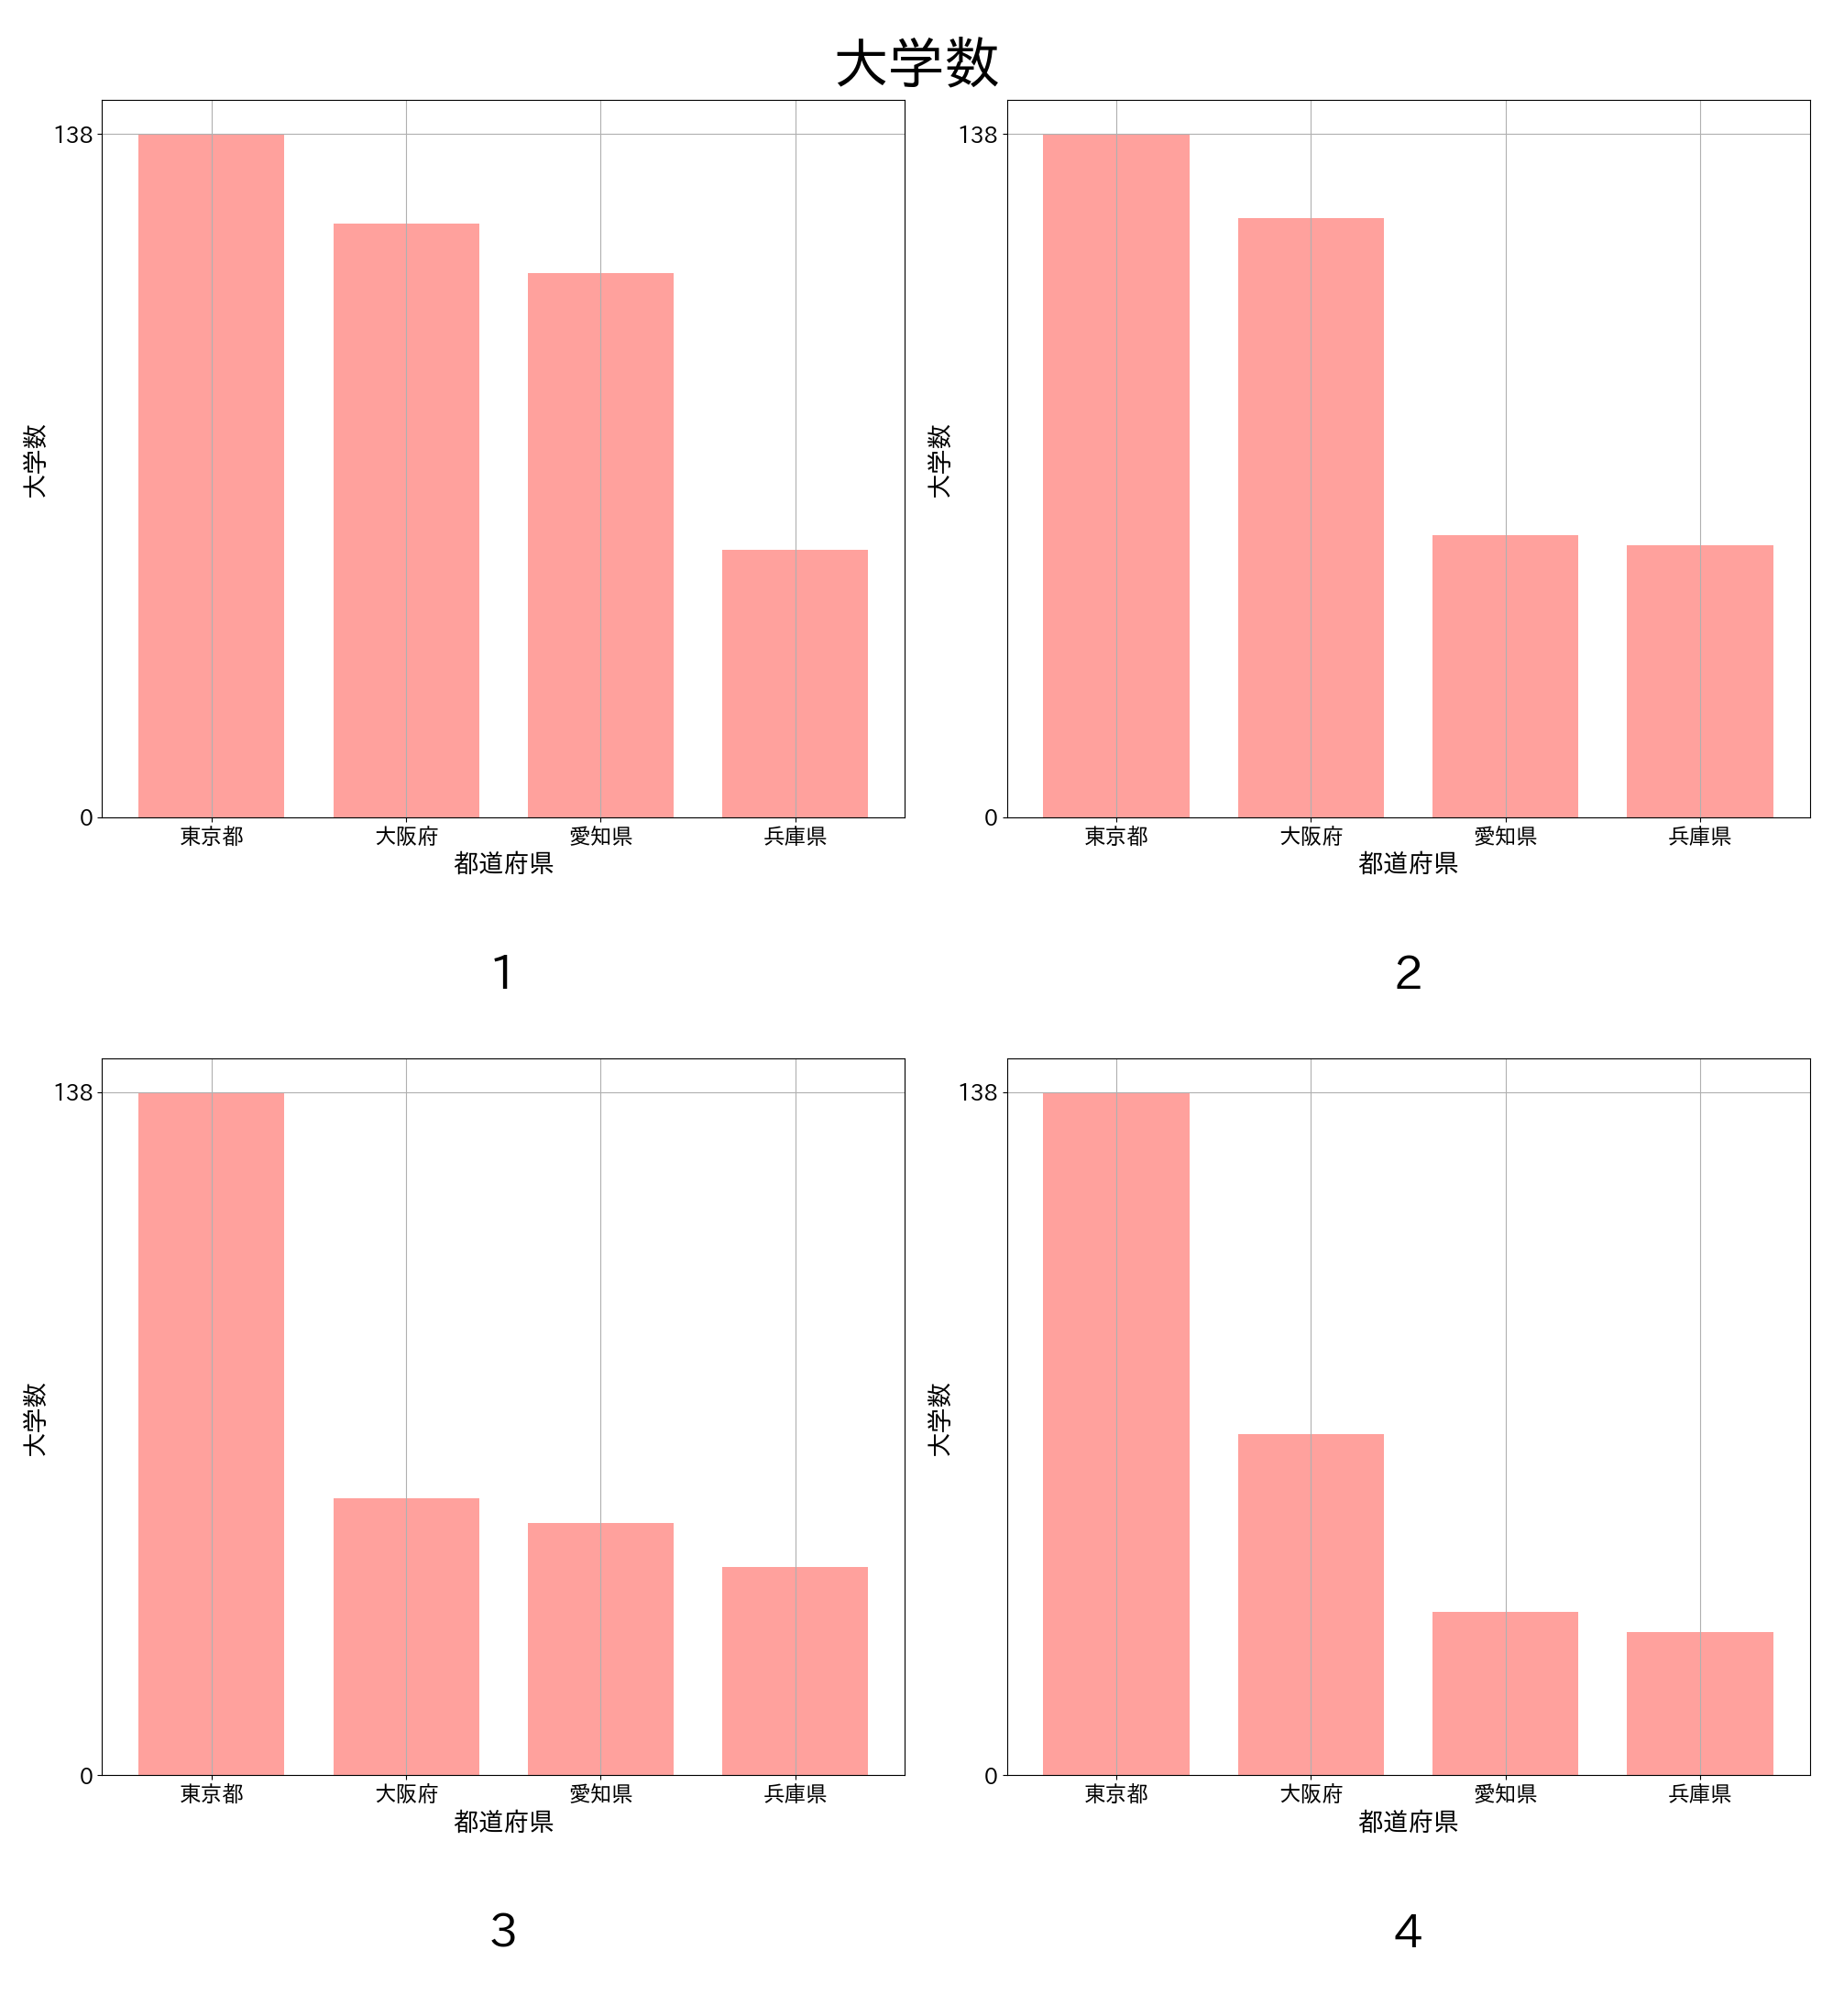 大学数
138
0
大学数
東京都 大阪府 愛知県 兵庫県
都道府県
1
138
0
大学数
東京都 大阪府 愛知県 兵庫県
都道府県
2
138
0
大学数
東京都 大阪府 愛知県 兵庫県
都道府県
3
138
0
大学数
東京都 大阪府 愛知県 兵庫県
都道府県
4